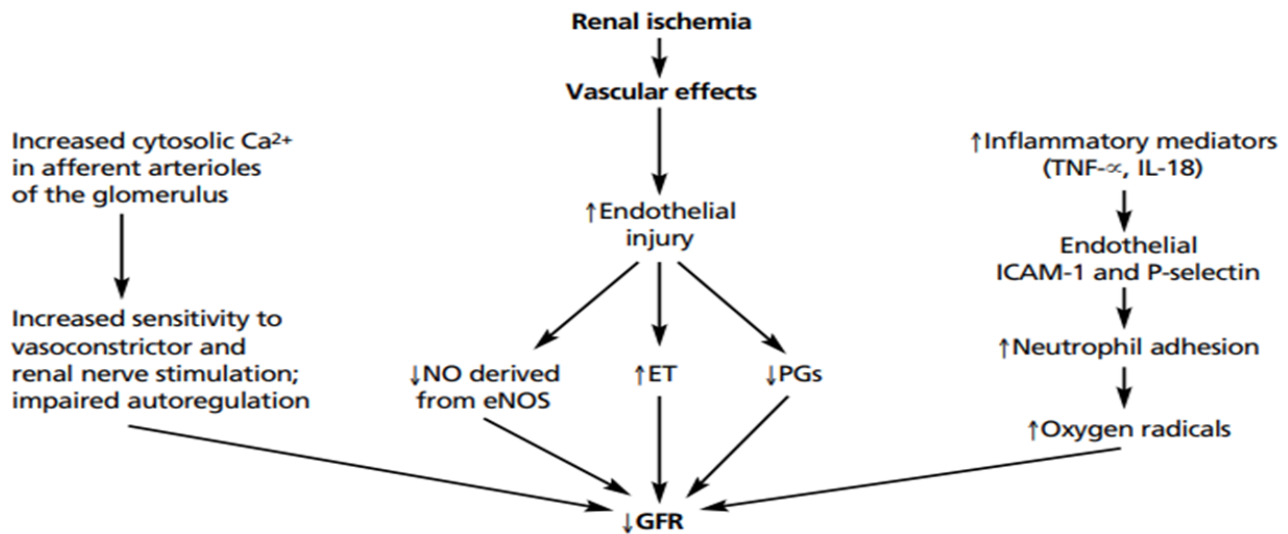 Renal ischemia
Vascular effects
Increased cytosolic Ca2+
in afferent arterioles
of the glomerulus
↑Inflammatory mediators
(TNF-∝, IL-18)
↑Endothelial
injury
Endothelial
ICAM-1 and P-selectin
Increased sensitivity to
vasoconstrictor and
renal nerve stimulation;
impaired autoregulation
↓NO derived
from eNOS
↑ET
↓PGs
↑Neutrophil adhesion
↑Oxygen radicals
↓GFR